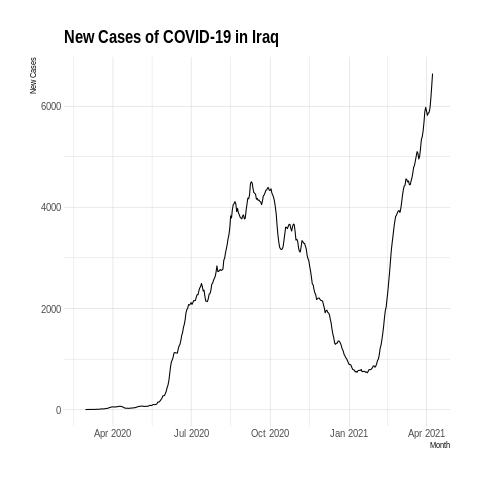 New Cases of COVID-19 in Iraq
New Cases
6000
4000
2000
0
Apr 2020 Jul 2020 Oct 2020 Jan 2021 Apr 2021
Month